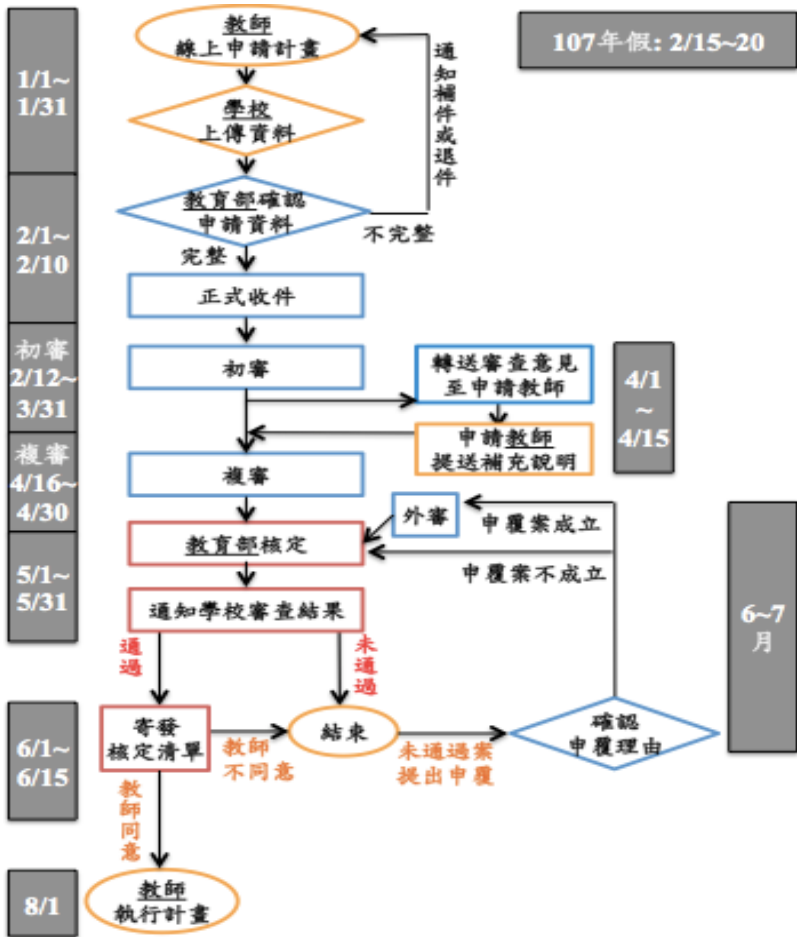 教師
線上申請計畫
107年假: 2/15~20
通知補件或退件
1/1~
1/31
學校
上傳資料
教育部確認
申請資料
不完整
完整
2/1~
2/10
正式收件
初審
2/12~
3/31
初審
轉送審查意見
至申請教師
4/1
~
4/15
申請教師
提送補充說明
複審
4/16~
4/30
複審
外審
申覆案成立
教育部核定
申覆案不成立
5/1~
5/31
通知學校審查結果
6~7
月
通過
未通過
6/1~
6/15
寄發
核定清單
教師
不同意
結束
未通過案
提出申覆
確認
申覆理由
教師同意
8/1
教師
執行計畫